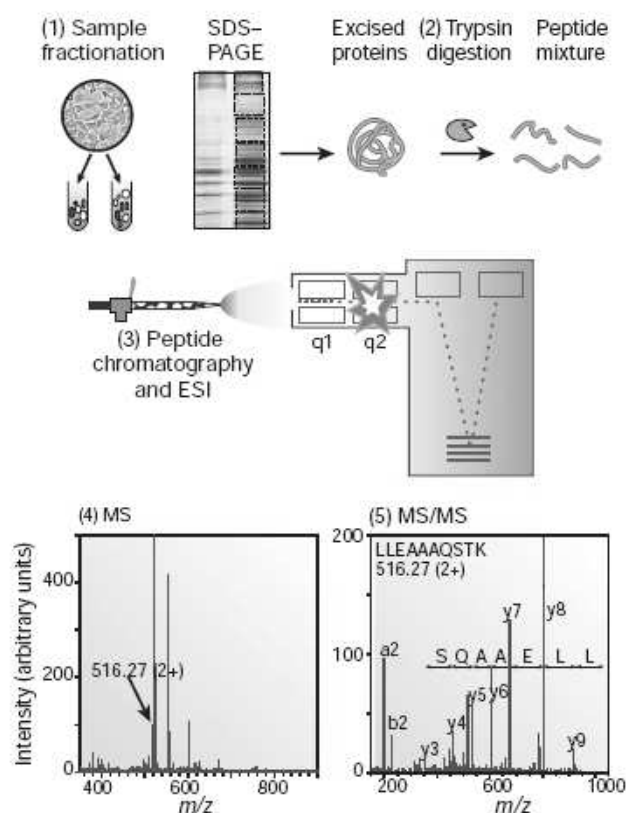 (1) Sample
fractionation
SDS–
PAGE
Excised
proteins
(2) Trypsin
digestion
Peptide
mixture
(3) Peptide
chromatography
and ESI
q1
q2
(4) MS
Intensity (arbitrary units)
400
200
0
516.27 (2+)
400
600
800
m/z
(5) MS/MS
200
100
0
LLEAAAQSTK
516.27 (2+)
y7
y8
S Q A A E L L
a2
b2
y3
y4
y5
y6
y9
200
600
1000
m/z